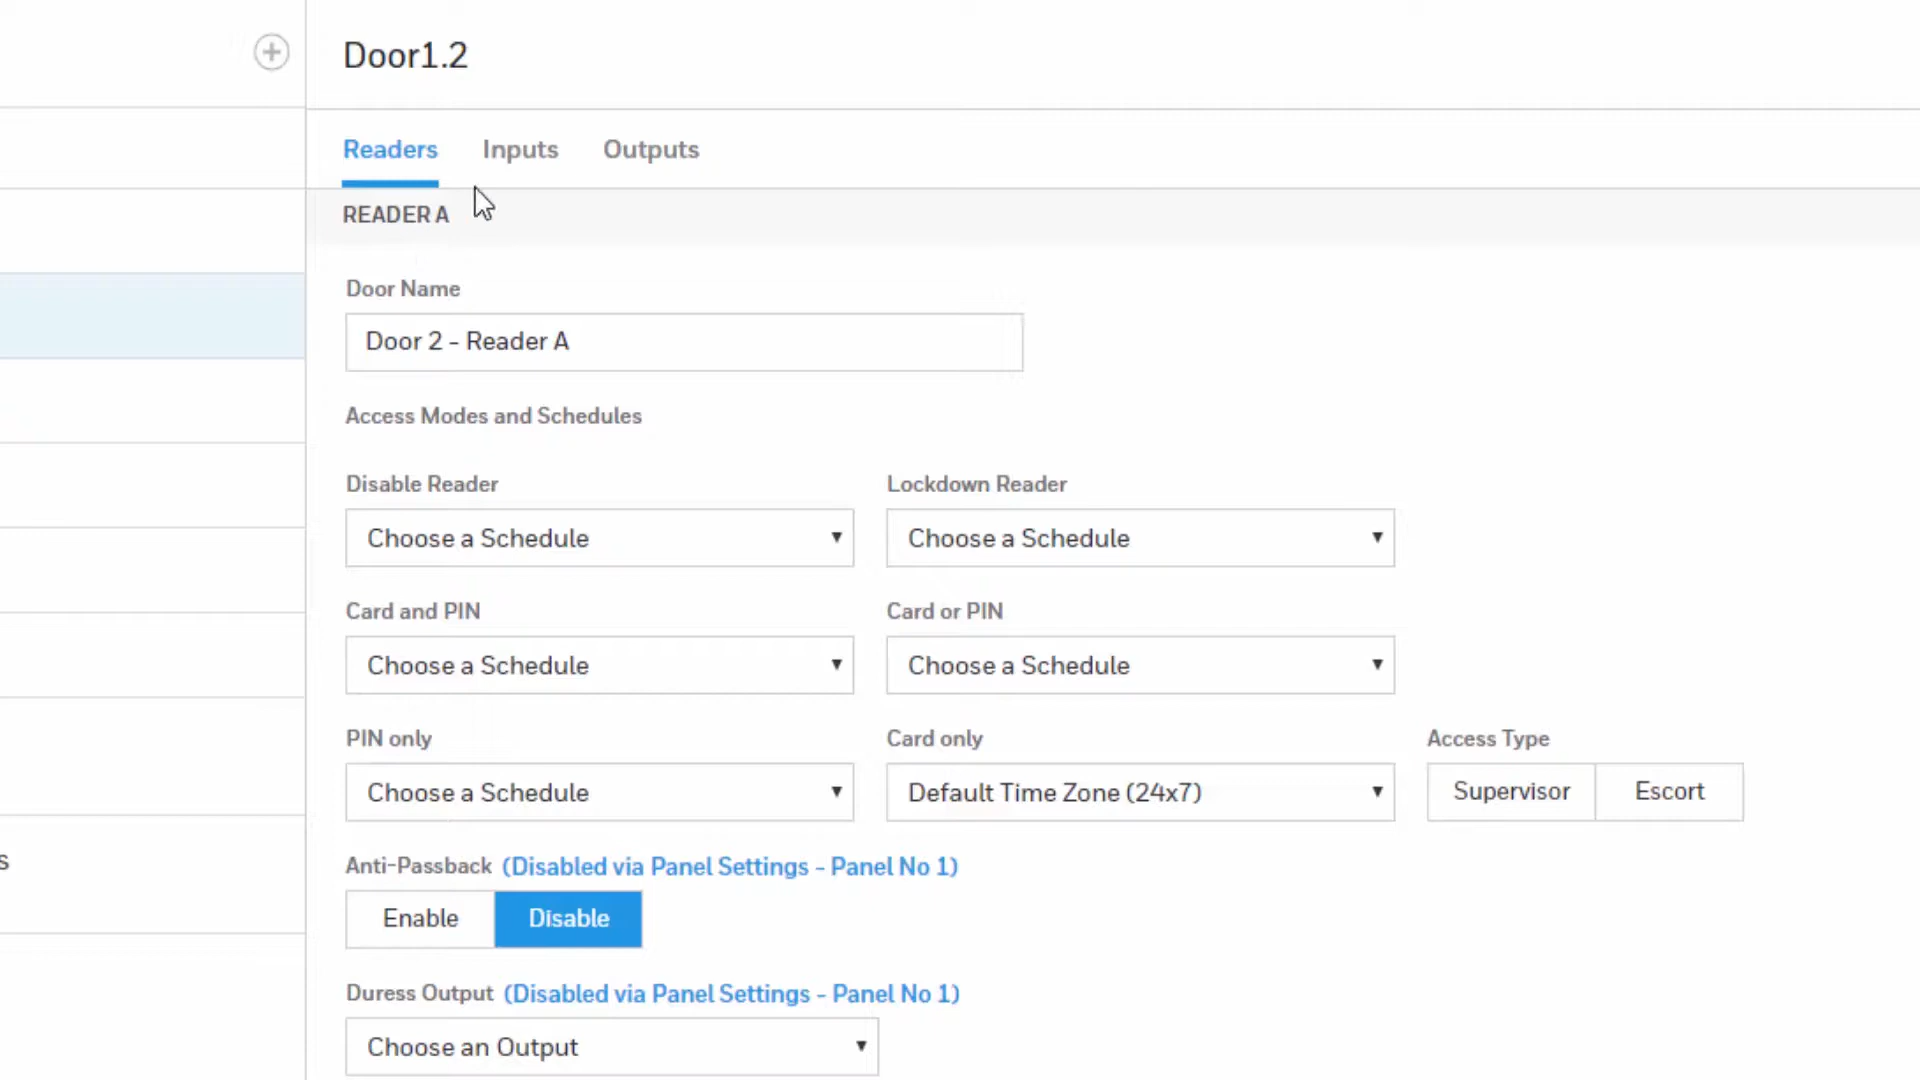 Door1.2
Readers Inputs Outputs
READER A
Door Name
Door 2 - Reader A
Access Modes and Schedules
Disable Reader Lockdown Reader
Choose a Schedule Choose a Schedule
Card and PIN Card or PIN
Choose a Schedule Choose a Schedule
PIN only Card only Access Type
Choose a Schedule Default Time Zone (24x7) Supervisor Escort
s Anti-Passback (Disabled via Panel Settings - Panel No 1)
Enable Disable
Duress Output (Disabled via Panel Settings - Panel No 1)
Choose an Output